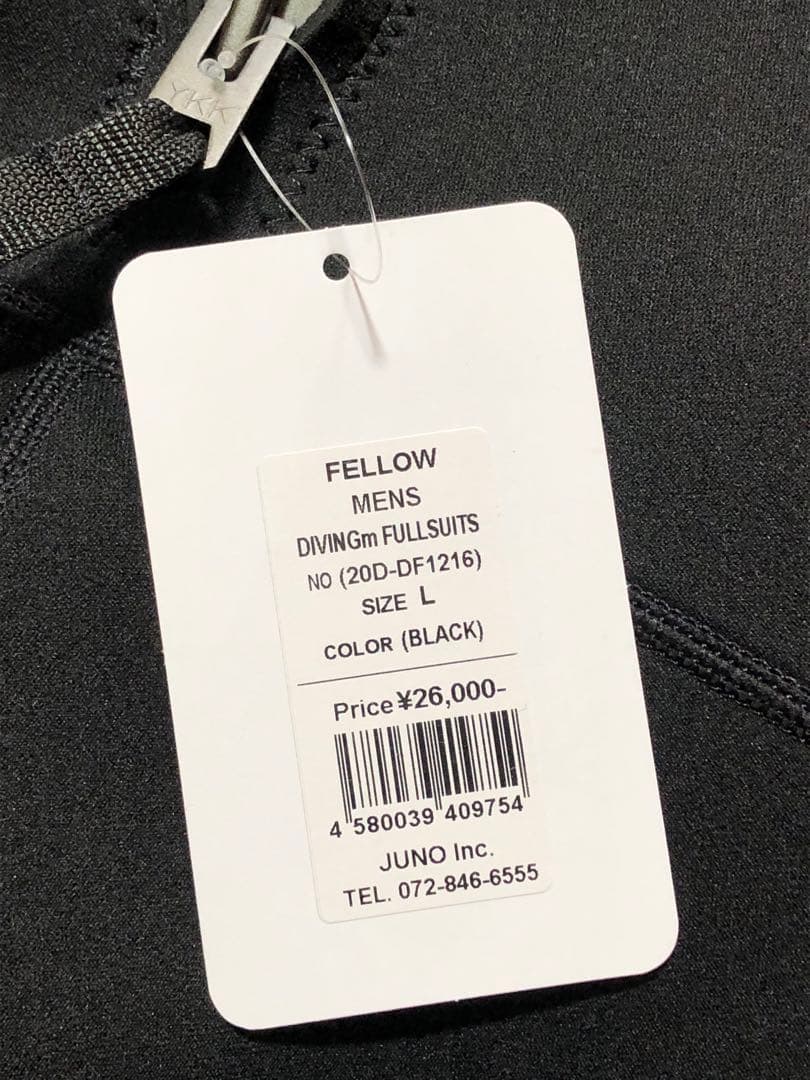 YKK
FELLOW
MENS
DIVINGm FULLSUITS
NO (20D-DF1216)
SIZE L
COLOR (BLACK)
Price ¥26,000-
4 580039 409754
JUNO Inc.
TEL. 072-846-6555